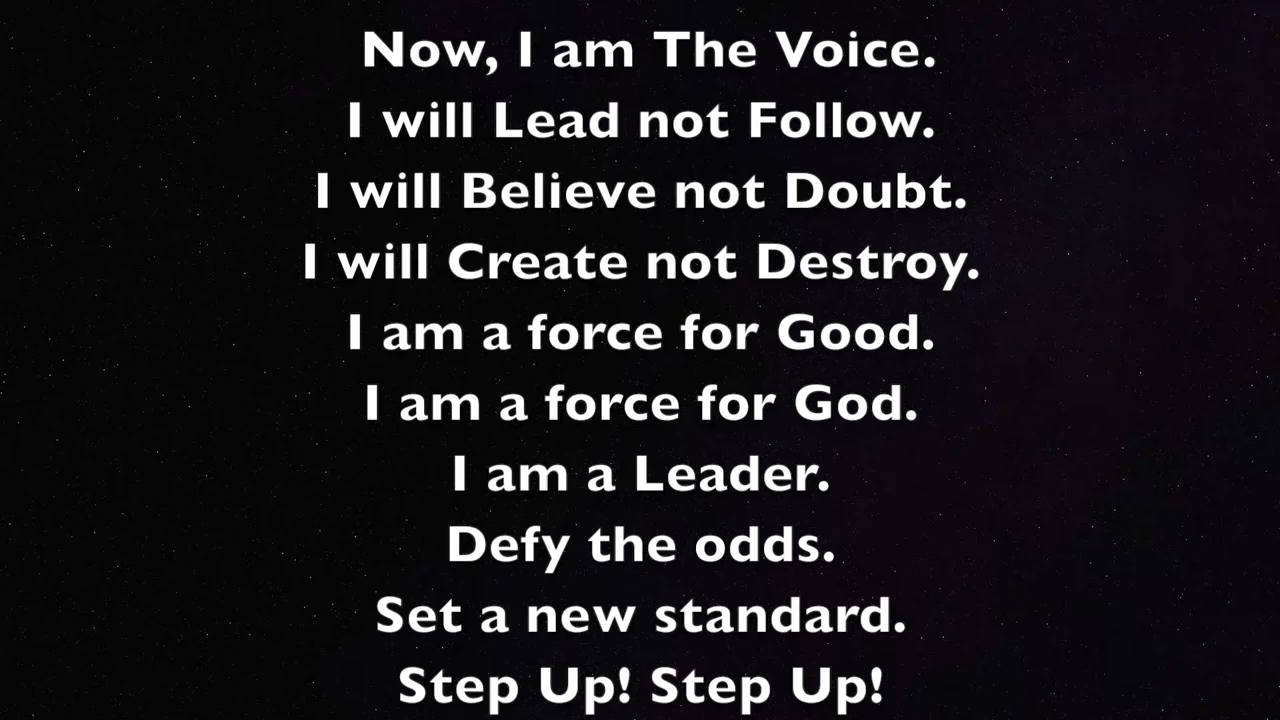 Now, I am The Voice.
I will Lead not Follow.
I will Believe not Doubt.
I will Create not Destroy.
I am a force for Good.
I am a force for God.
I am a Leader.
Defy the odds.
Set a new standard.
Step Up! Step Up!